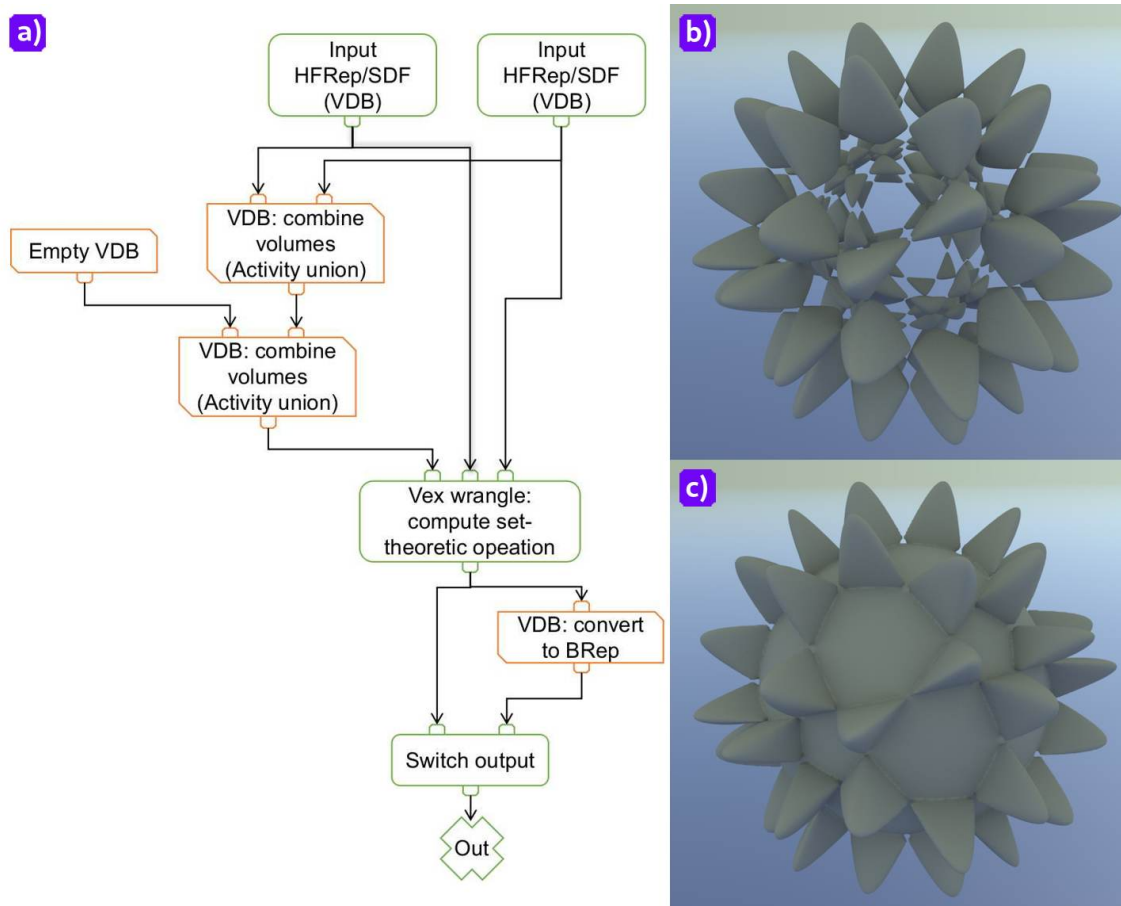 a)
Input
HFRep/SDF
(VDB)
Input
HFRep/SDF
(VDB)
VDB: combine
volumes
(Activity union)
Empty VDB
VDB: combine
volumes
(Activity union)
Vex wrangle:
compute set-
theoretic opeation
VDB: convert
to BRep
Switch output
Out
b)
c)